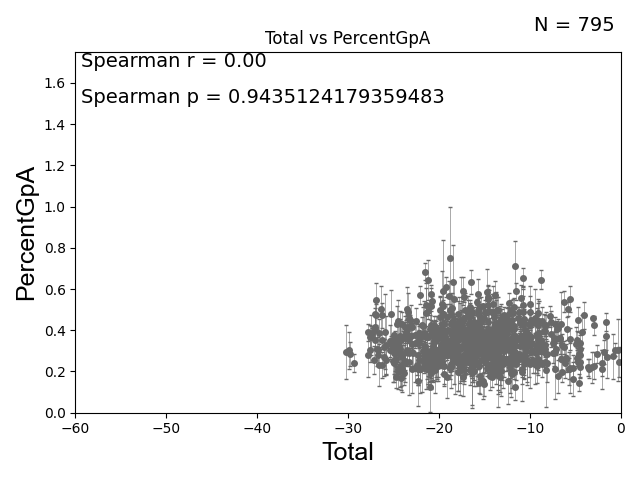 N = 795
Total vs PercentGpA
Spearman r = 0.00
Spearman p = 0.9435124179359483
PercentGpA
1.6
1.4
1.2
1.0
0.8
0.6
0.4
0.2
0.0
−60 −50 −40 −30 −20 −10 0
Total